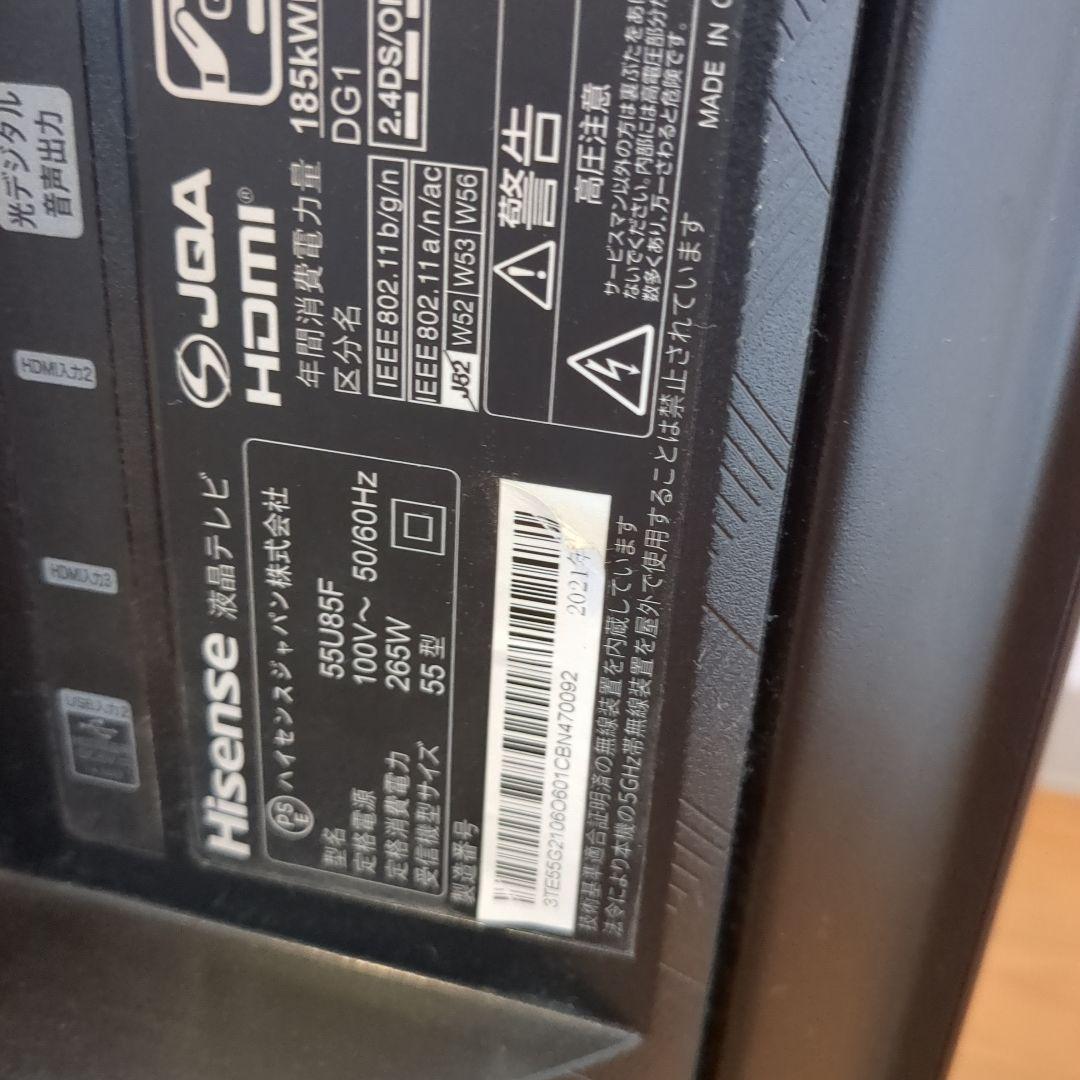 光デジタル
音声出力
HDMI入力2
HDMI入力3
USB入力2
Hisense 液晶テレビ
PS
E
ハイセンスジャパン株式会社
型名 55U85F
定格電源 100V～ 50/60Hz
定格消費電力 265W
受信機型サイズ 55型
製造番号
3TE55G2106O601CBN470092
2021年
技術基準適合証明済の無線装置を内蔵しています
法令により本機の5GHz帯無線装置を屋外で使用することは禁止されています
JQA
HDMI®
年間消費電力量 185kW
区分名 DG1
IEEE802.11b/g/n
2.4DS/O
IEEE802.11a/n/ac
J52 W52 W53 W56
警告
高圧注意
サービスマン以外の方は裏ぶたをあ
ないでください。内部には高電圧部分が
数多くあり、万一さわると危険です。
MADE IN C